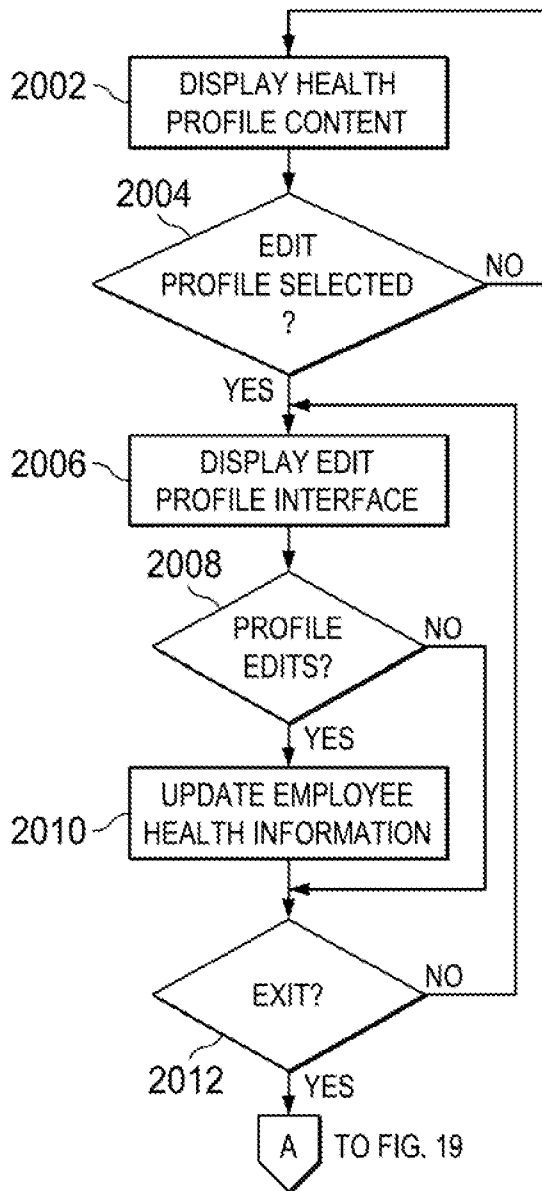 2002
DISPLAY HEALTH
PROFILE CONTENT
2004
EDIT
PROFILE SELECTED
?
NO
YES
2006
DISPLAY EDIT
PROFILE INTERFACE
2008
PROFILE
EDITS?
NO
YES
2010
UPDATE EMPLOYEE
HEALTH INFORMATION
EXIT?
NO
2012
YES
A TO FIG. 19